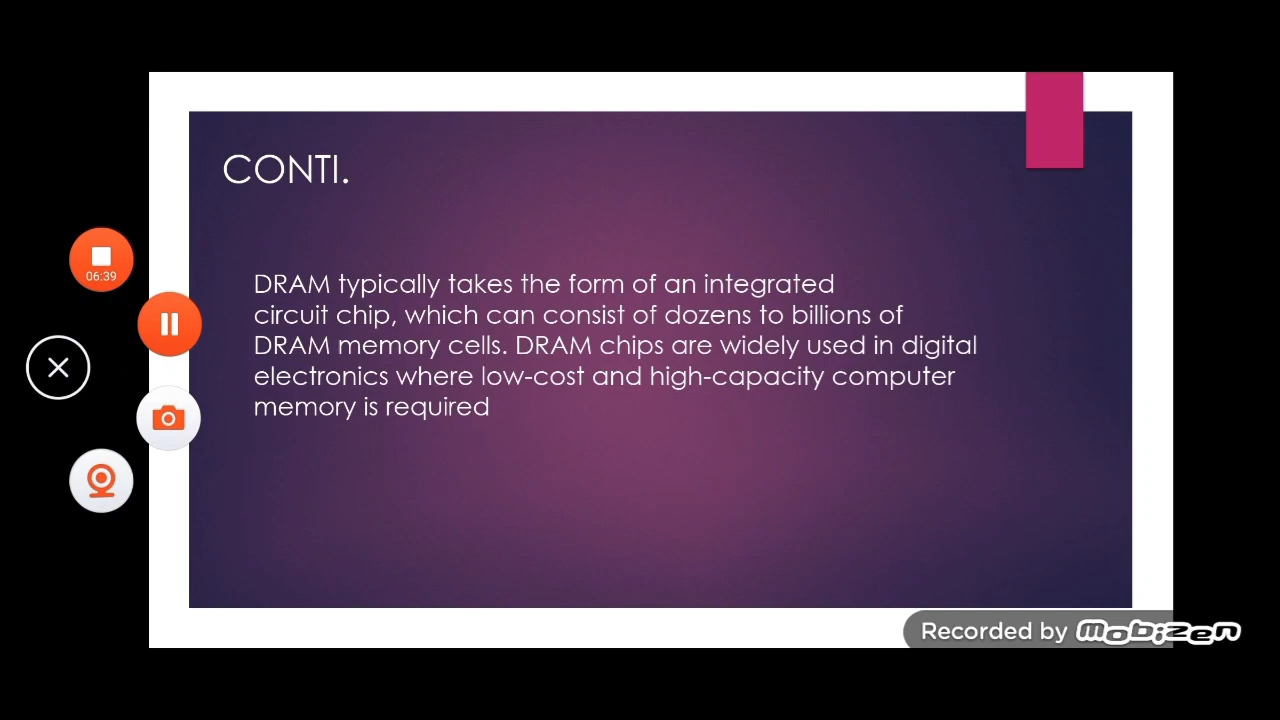 CONTI.
DRAM typically takes the form of an integrated
circuit chip, which can consist of dozens to billions of
DRAM memory cells. DRAM chips are widely used in digital
electronics where low-cost and high-capacity computer
memory is required
06:39
Recorded by mobizen